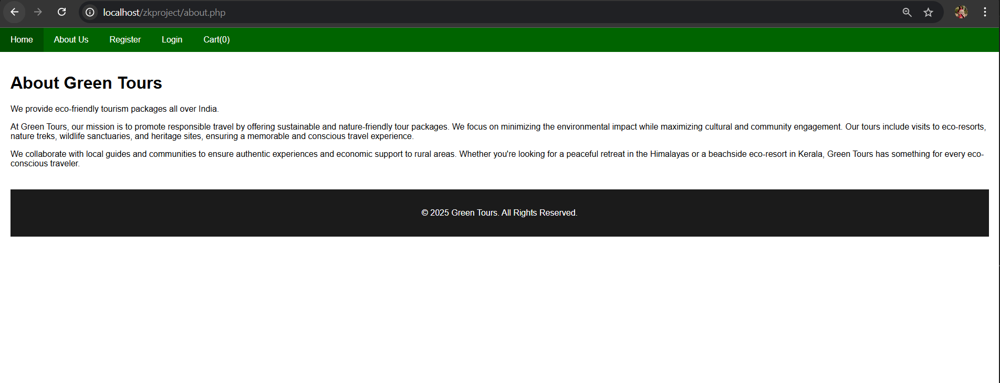 localhost/zkproject/about.php
Home About Us Register Login Cart(0)
About Green Tours
We provide eco-friendly tourism packages all over India.
At Green Tours, our mission is to promote responsible travel by offering sustainable and nature-friendly tour packages. We focus on minimizing the environmental impact while maximizing cultural and community engagement. Our tours include visits to eco-resorts,
nature treks, wildlife sanctuaries, and heritage sites, ensuring a memorable and conscious travel experience.
We collaborate with local guides and communities to ensure authentic experiences and economic support to rural areas. Whether you're looking for a peaceful retreat in the Himalayas or a beachside eco-resort in Kerala, Green Tours has something for every eco-
conscious traveler.
© 2025 Green Tours. All Rights Reserved.